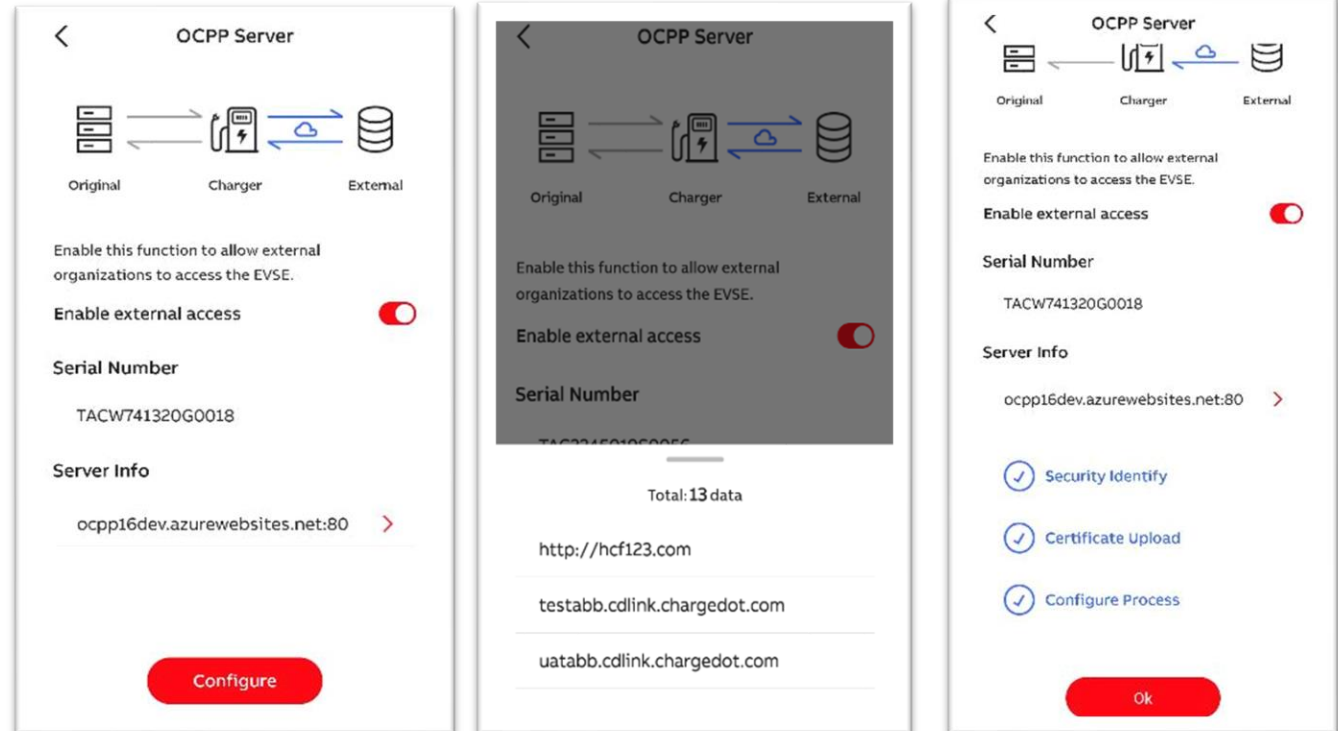 OCPP Server
Original Charger External
Enable this function to allow external
organizations to access the EVSE.
Enable external access
Serial Number
TACW741320G0018
Server Info
ocpp16dev.azurewebsites.net:80
Configure
OCPP Server
Original Charger External
Enable this function to allow external
organizations to access the EVSE.
Enable external access
Serial Number
Total:13 data
http://hcf123.com
testabb.cdlink.chargedot.com
uatabb.cdlink.chargedot.com
OCPP Server
Original Charger External
Enable this function to allow external
organizations to access the EVSE.
Enable external access
Serial Number
TACW741320G0018
Server Info
ocpp16dev.azurewebsites.net:80
Security Identify
Certificate Upload
Configure Process
Ok